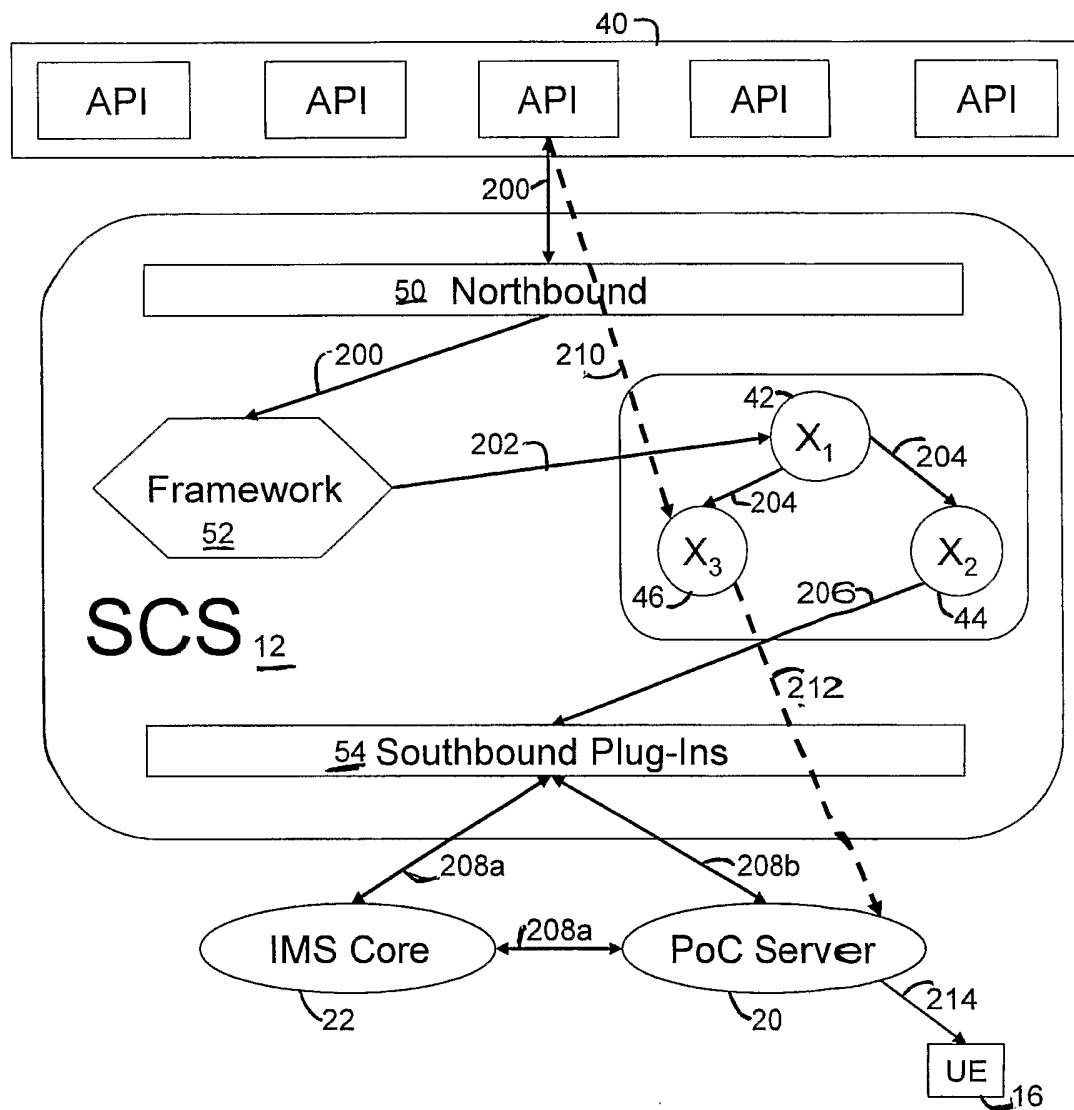 40
API API API API API
200
50 Northbound
200
210
42
X1
202
204
204
Framework
52
X3
X2
46
206
44
SCS 12
212
54 Southbound Plug-Ins
208a
208b
IMS Core
208a
PoC Server
22
20
214
UE
16